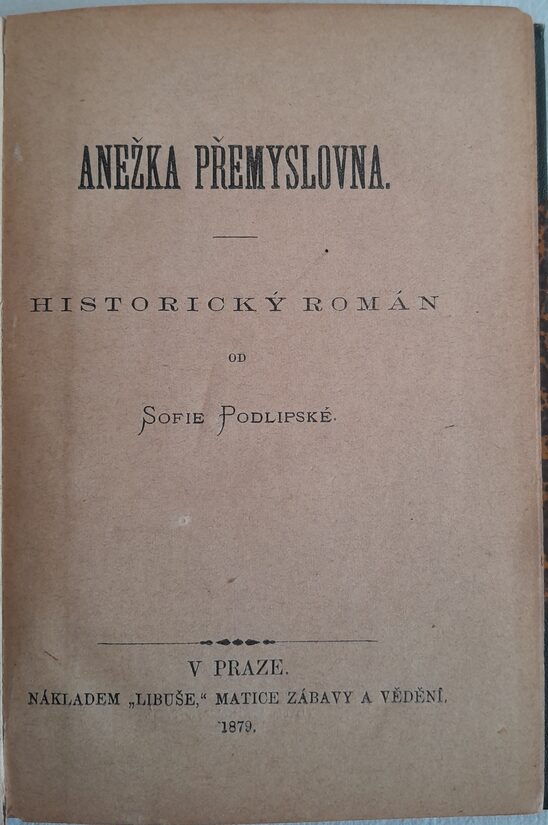 ANEŽKA PŘEMYSLOVNA.
HISTORICKÝ ROMÁN
OD
SOFIE PODLIPSKÉ.
V PRAZE.
NÁKLADEM „LIBUŠE,“ MATICE ZÁBAVY A VĚDĚNÍ.
1879.